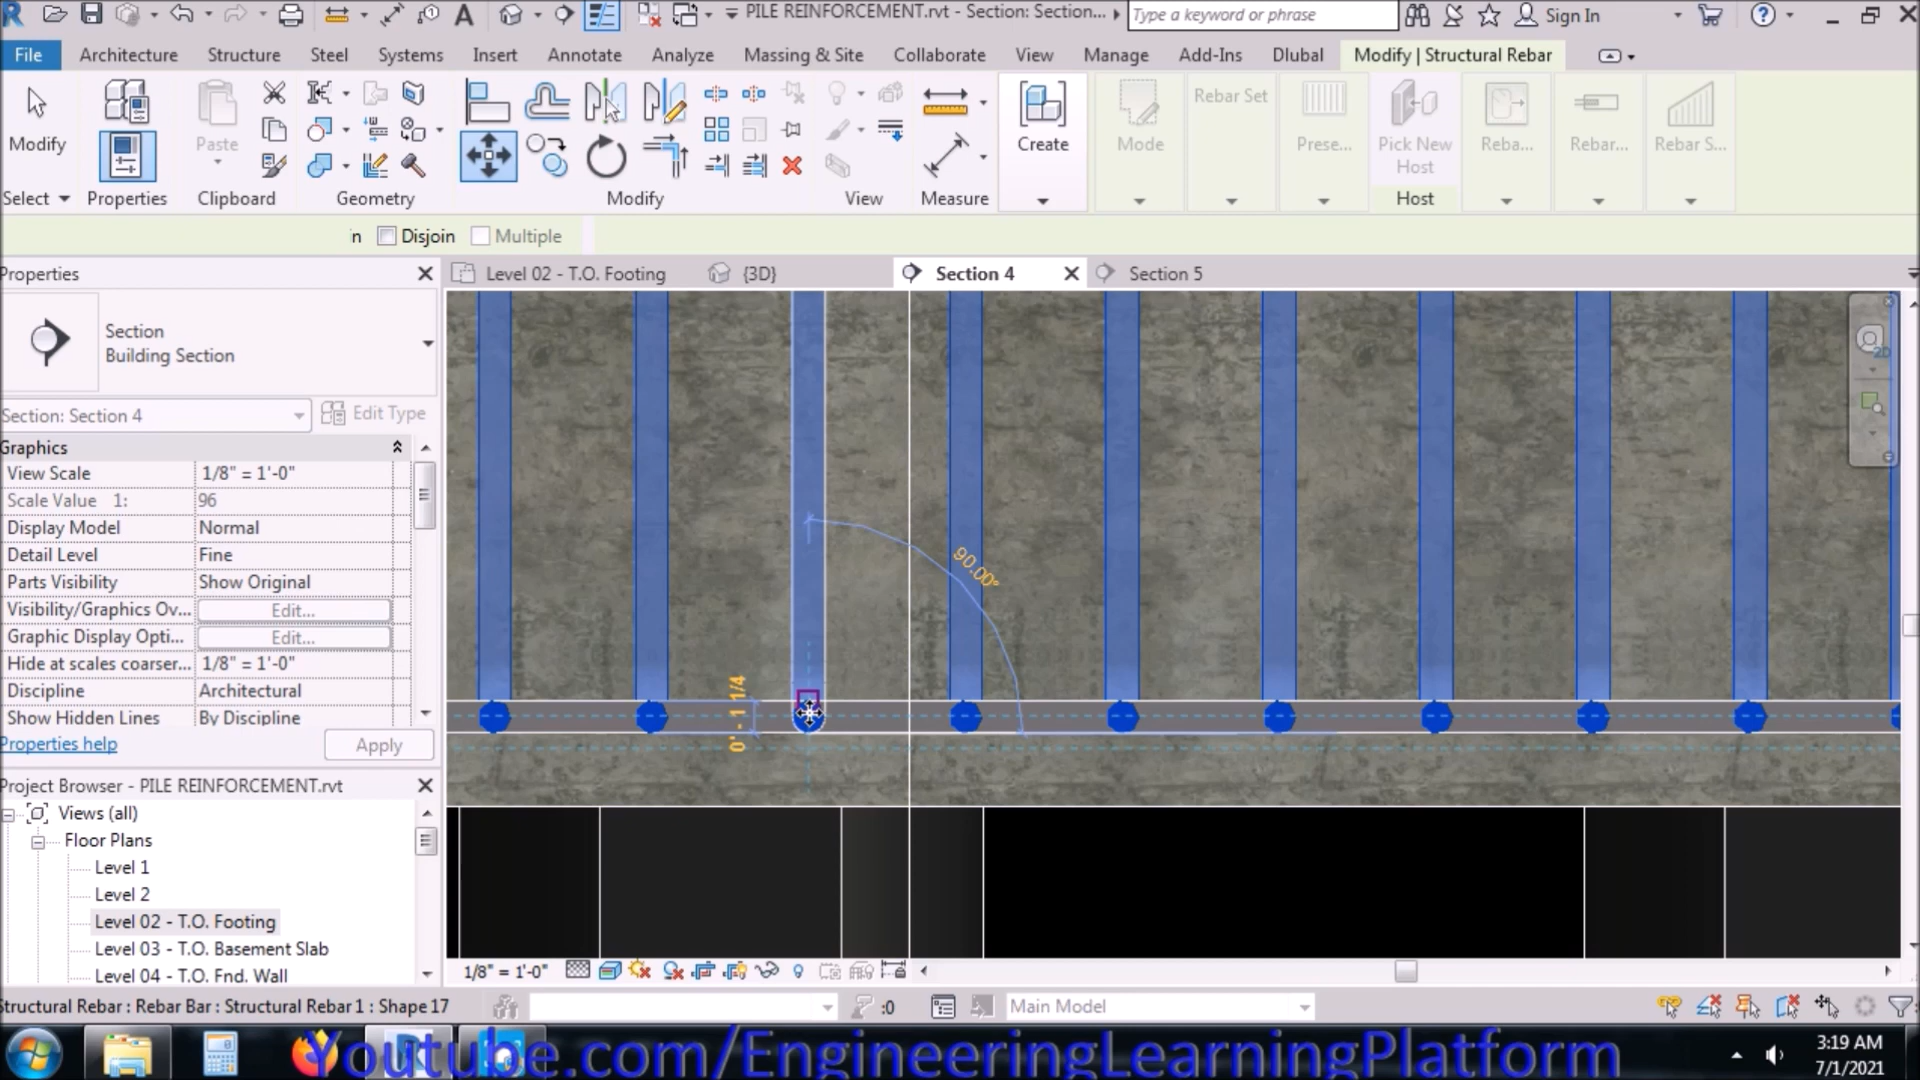 PILE REINFORCEMENT.rvt - Section: Section...
Type a keyword or phrase
Sign In
File Architecture Structure Steel Systems Insert Annotate Analyze Massing & Site Collaborate View Manage Add-Ins Dlubal Modify | Structural Rebar
Modify
Paste
Create
Mode
Rebar Set
Prese...
Pick New
Host
Reba...
Rebar...
Rebar S...
Select Properties Clipboard Geometry Modify View Measure Host
n Disjoin Multiple
Properties
Level 02 - T.O. Footing {3D} Section 4 Section 5
Section
Building Section
Section: Section 4 Edit Type
Graphics
View Scale 1/8" = 1'-0"
Scale Value 1: 96
Display Model Normal
Detail Level Fine
Parts Visibility Show Original
Visibility/Graphics Ov... Edit...
Graphic Display Opti... Edit...
Hide at scales coarser... 1/8" = 1'-0"
Discipline Architectural
Show Hidden Lines By Discipline
Properties help Apply
90.00°
0' - 1 1/4
2D
Project Browser - PILE REINFORCEMENT.rvt
Views (all)
Floor Plans
Level 1
Level 2
Level 02 - T.O. Footing
Level 03 - T.O. Basement Slab
Level 04 - T.O. Fnd. Wall
1/8" = 1'-0"
Structural Rebar : Rebar Bar : Structural Rebar 1 : Shape 17
:0
Main Model
Youtube.com/EngineeringLearningPlatform
3:19 AM
7/1/2021